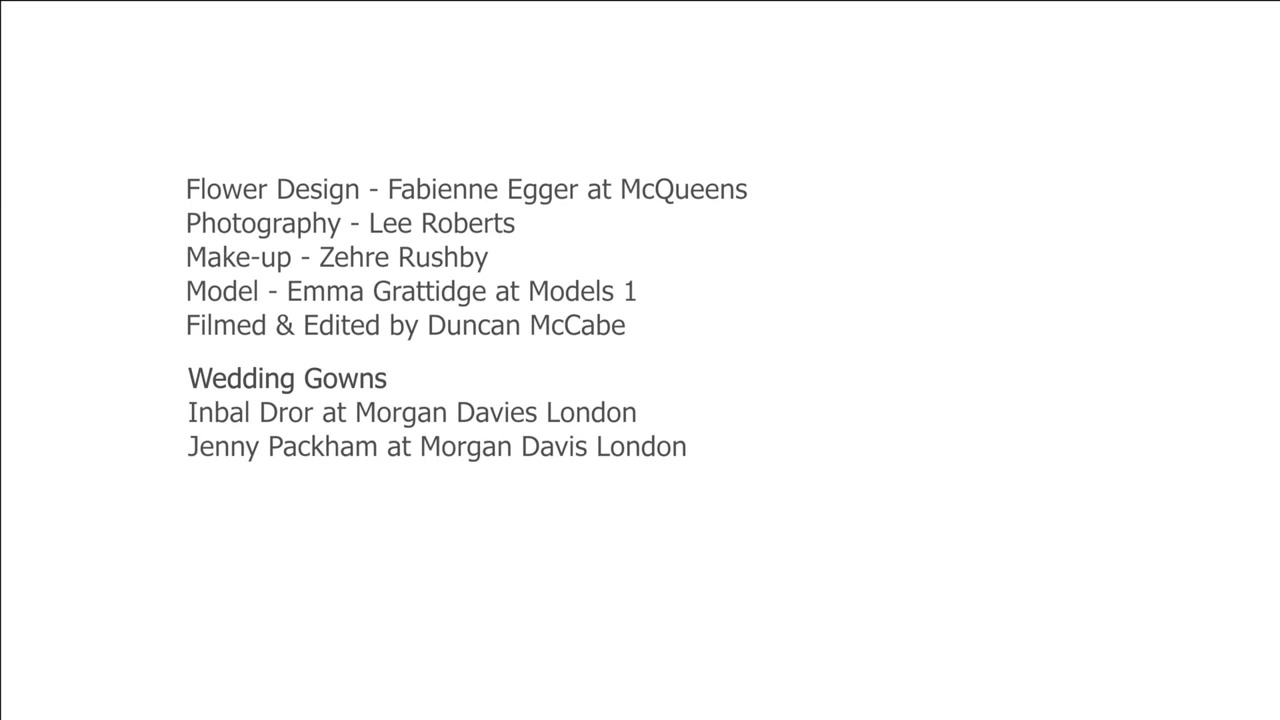 Flower Design - Fabienne Egger at McQueens
Photography - Lee Roberts
Make-up - Zehre Rushby
Model - Emma Grattidge at Models 1
Filmed & Edited by Duncan McCabe
Wedding Gowns
Inbal Dror at Morgan Davies London
Jenny Packham at Morgan Davis London